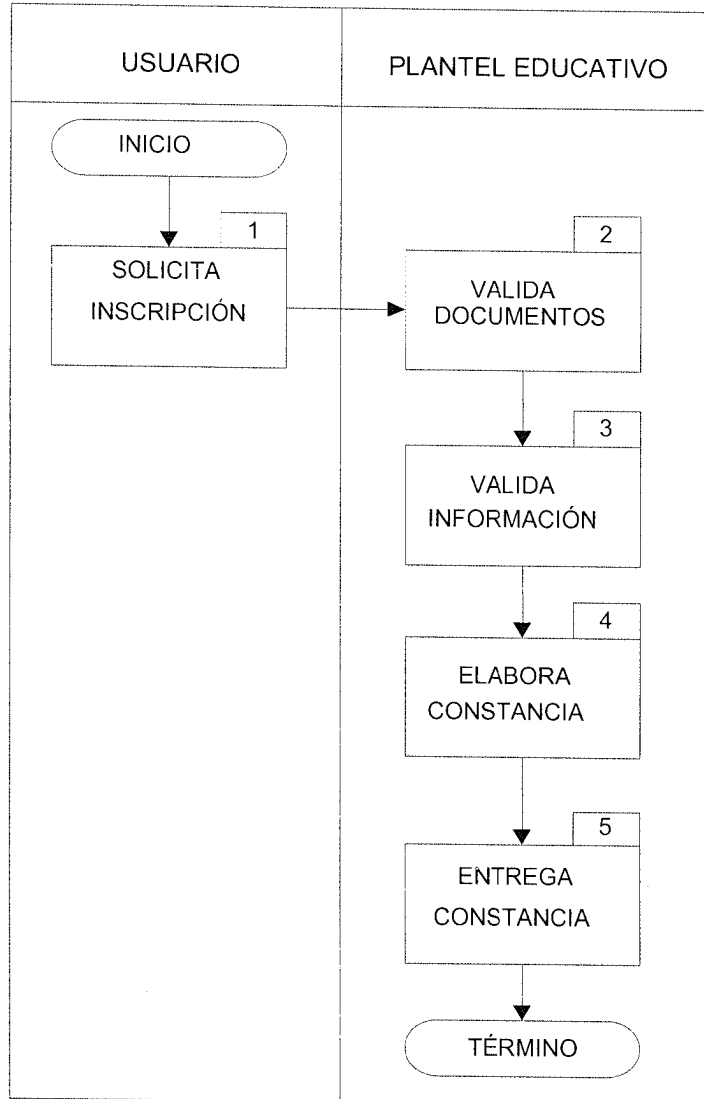 USUARIO
PLANTEL EDUCATIVO
INICIO
1
SOLICITA
INSCRIPCIÓN
2
VALIDA
DOCUMENTOS
3
VALIDA
INFORMACIÓN
4
ELABORA
CONSTANCIA
5
ENTREGA
CONSTANCIA
TÉRMINO